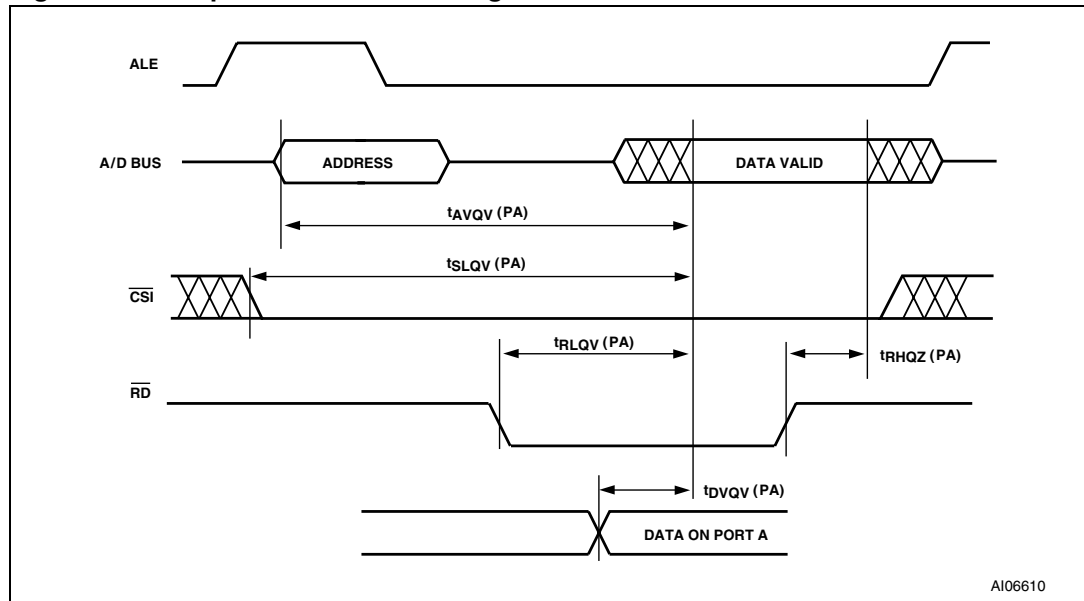 ALE
A/D BUS
ADDRESS
DATA VALID
tAVQV (PA)
tSLQV (PA)
CSI
tRLQV (PA)
tRHQZ (PA)
RD
tDVQV (PA)
DATA ON PORT A
AI06610